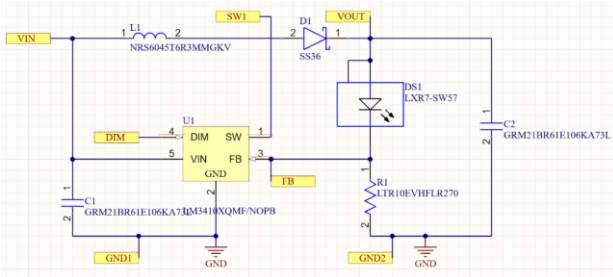 SW1 D1 VOUT
VIN
L1
1 2 2 1
NRS6045T6R3MMGKV SS36
DS1
LXR7-SW57
U1
DIM 4 DIM SW 1
1 C2
GRM21BR61E106KA73L
2
5 VIN FB 3
GND
FB
1 C1
GRM21BR61E106KA73L LM3410XQMF/NOPB
2
2
1 R1
LTR10EVHFLR270
2
GND1 GND GND2 GND